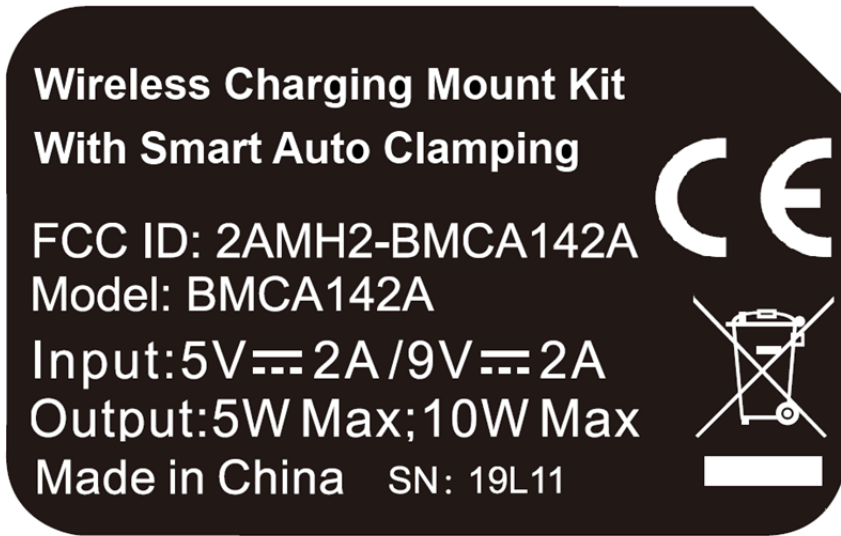 Wireless Charging Mount Kit
With Smart Auto Clamping
CE
FCC ID: 2AMH2-BMCA142A
Model: BMCA142A
Input:5V⎓2A/9V⎓2A
Output:5W Max;10W Max
Made in China SN: 19L11